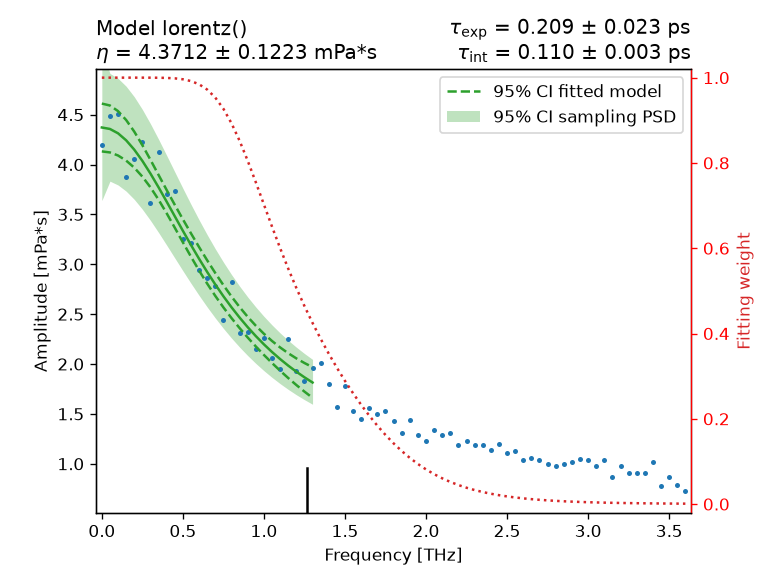 Model lorentz()
η = 4.3712 ± 0.1223 mPa*s
τexp = 0.209 ± 0.023 ps
τint = 0.110 ± 0.003 ps
95% CI fitted model
95% CI sampling PSD
Amplitude [mPa*s]
4.5
4.0
3.5
3.0
2.5
2.0
1.5
1.0
1.0
0.8
0.6
0.4
0.2
0.0
Fitting weight
0.0 0.5 1.0 1.5 2.0 2.5 3.0 3.5
Frequency [THz]